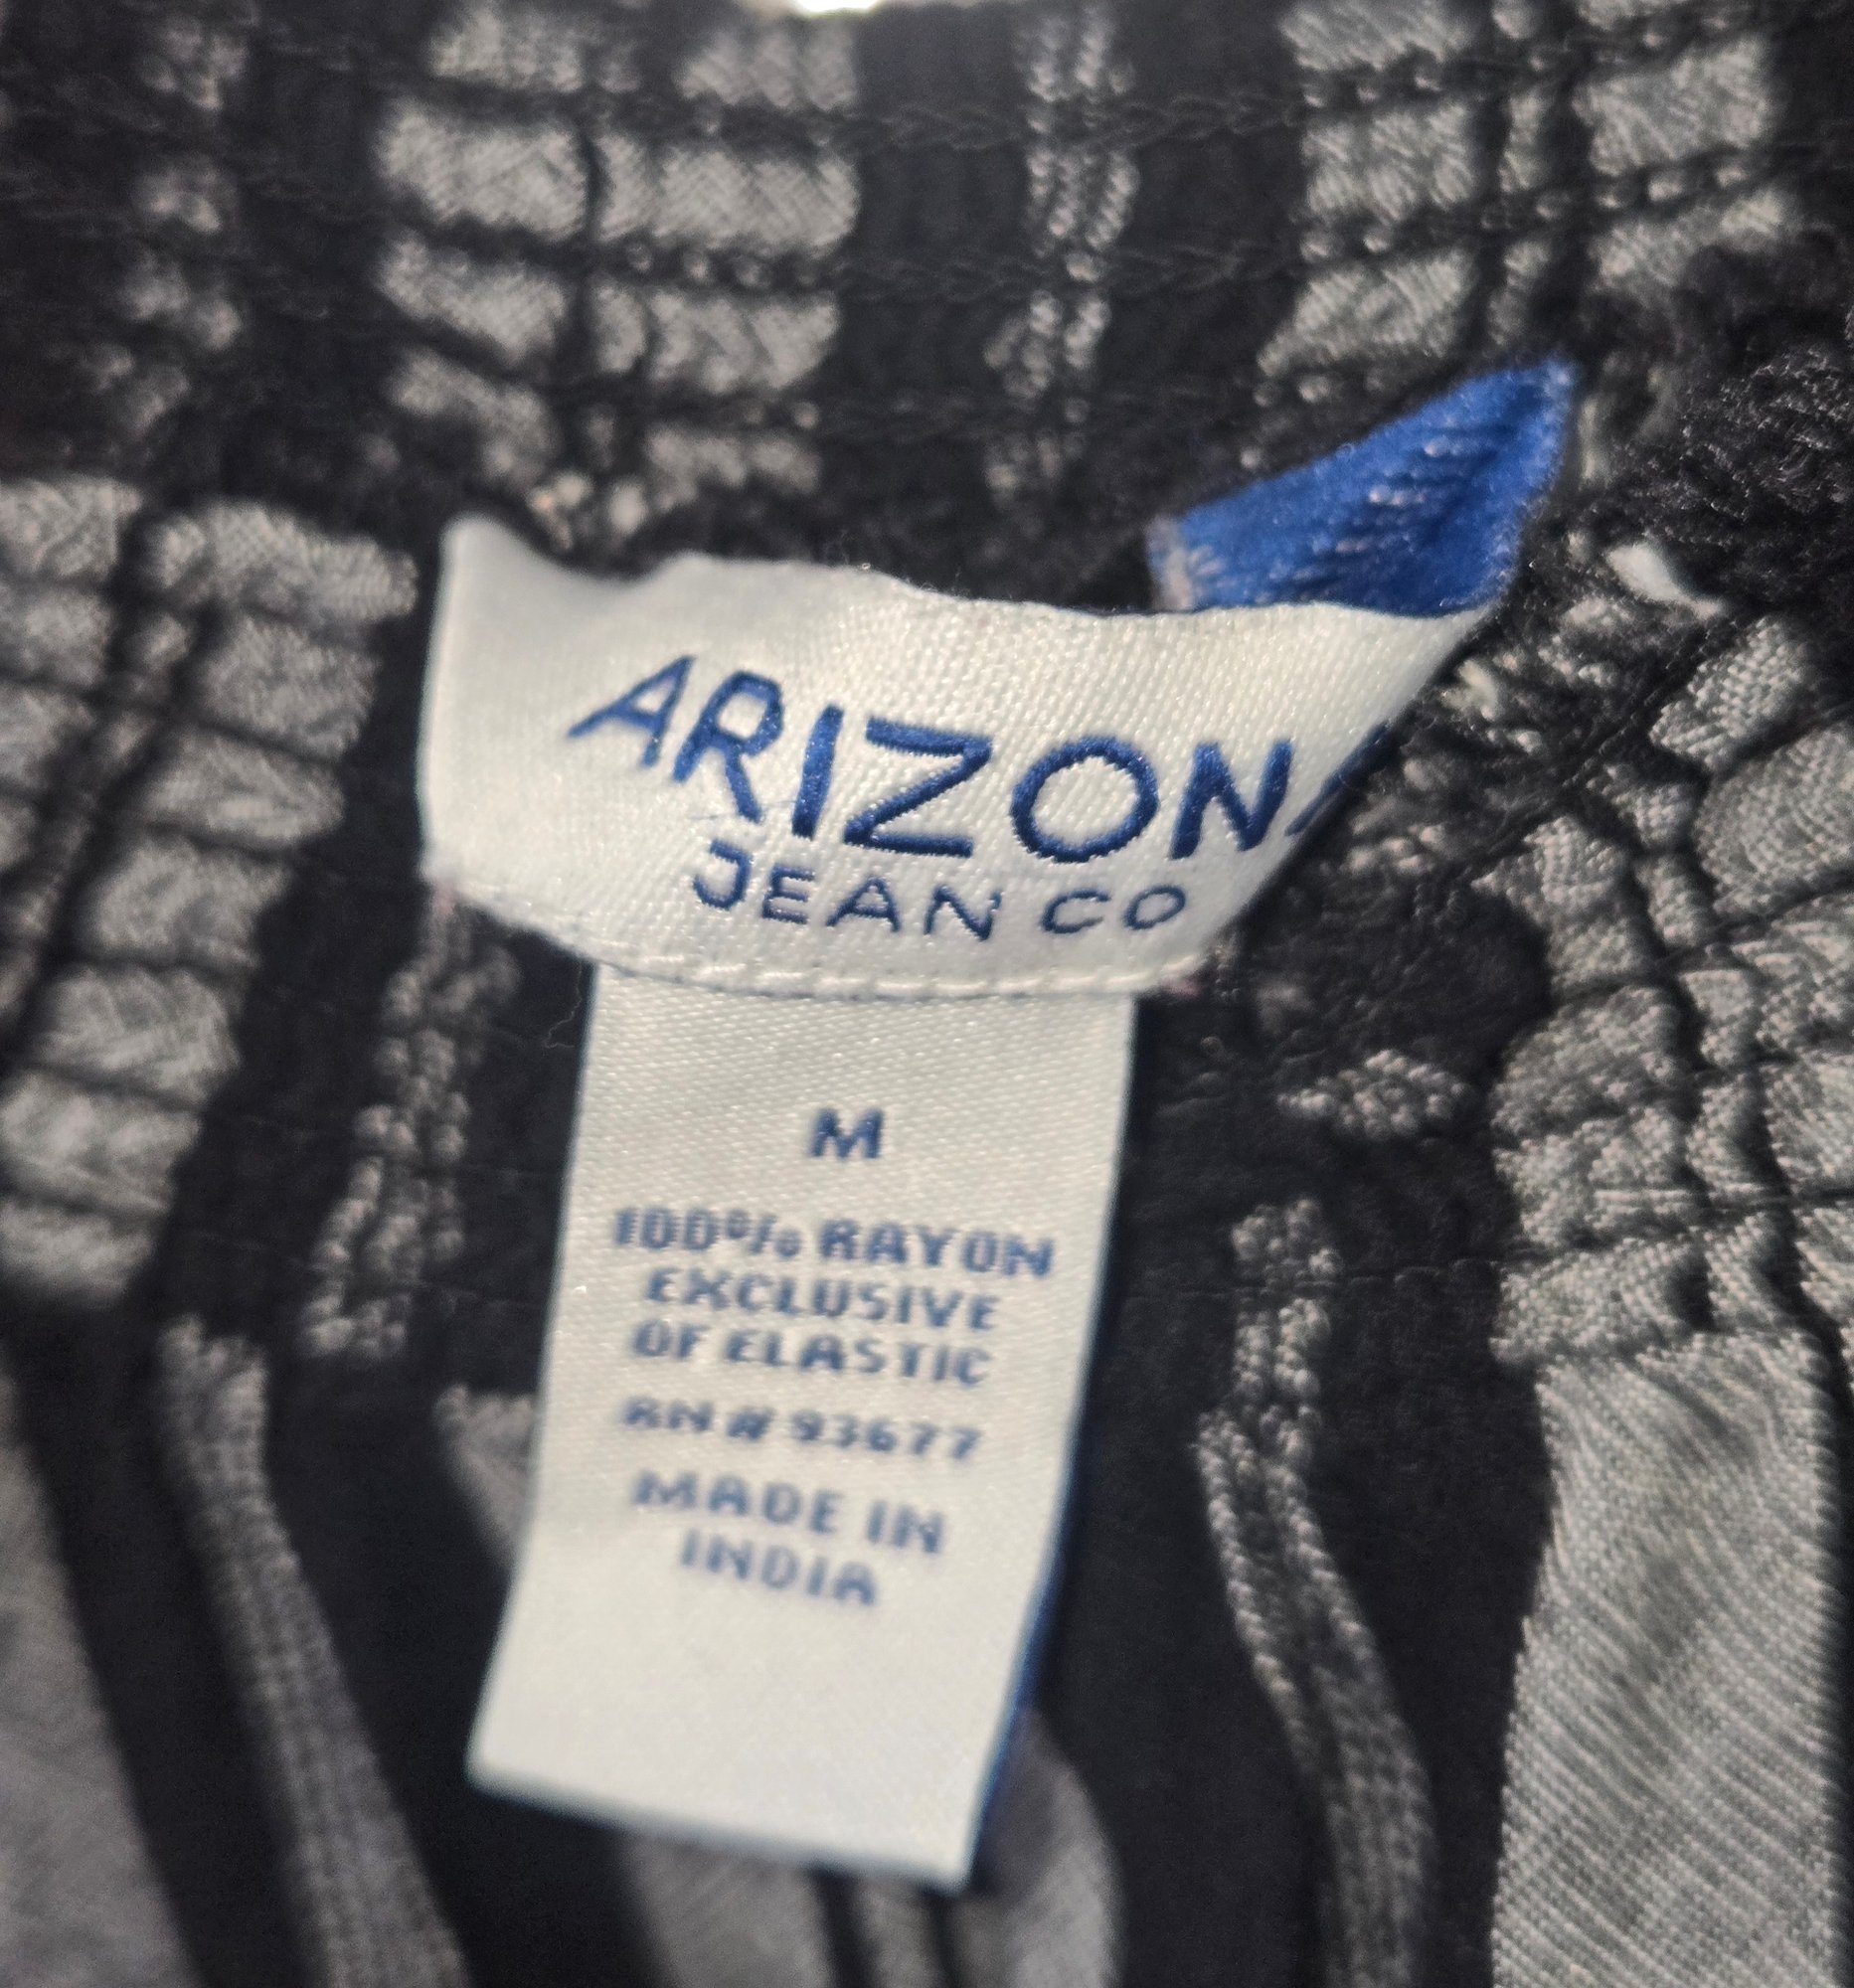 ARIZONA
JEAN CO
M
100% RAYON
EXCLUSIVE
OF ELASTIC
RN # 93677
MADE IN
INDIA